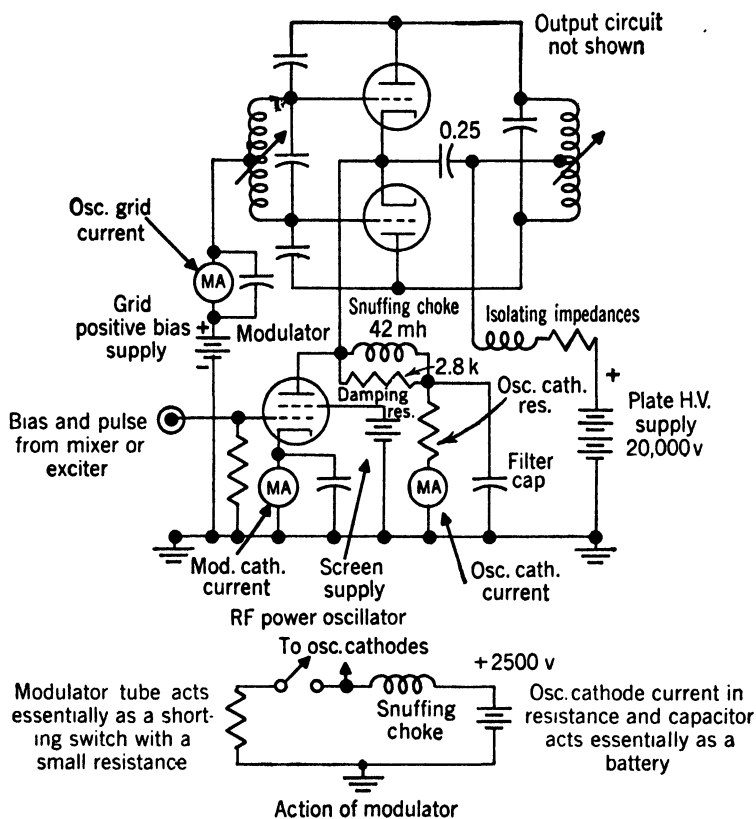 Output circuit
not shown
0.25
Osc. grid
current
MA
Grid
positive bias
supply
+
-
Modulator
Snuffing choke
42 mh
Isolating impedances
2.8 k
Damping
res.
Osc. cath.
res.
+
Plate H.V.
supply
20,000 v
Bias and pulse
from mixer or
exciter
MA
MA
Filter
cap
Mod. cath.
current
Screen
supply
Osc. cath.
current
RF power oscillator
To osc. cathodes
+2500 v
Modulator tube acts
essentially as a short-
ing switch with a
small resistance
Snuffing
choke
Osc. cathode current in
resistance and capacitor
acts essentially as a
battery
Action of modulator